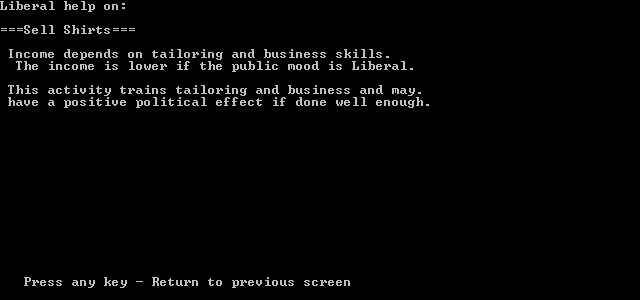 Liberal help on:
===Sell Shirts===
Income depends on tailoring and business skills.
The income is lower if the public mood is Liberal.
This activity trains tailoring and business and may.
have a positive political effect if done well enough.
Press any key - Return to previous screen